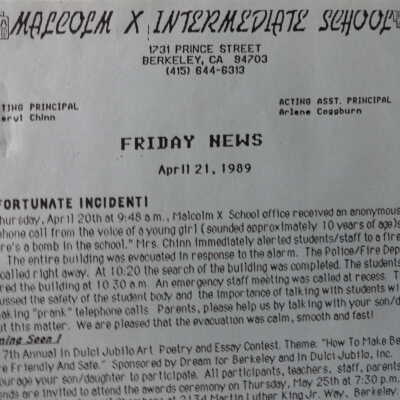 MALCOLM X INTERMEDIATE SCHOOL
1731 PRINCE STREET
BERKELEY, CA 94703
(415) 644-6313
TING PRINCIPAL
eryl Chinn
ACTING ASST. PRINCIPAL
Arlene Coggburn
FRIDAY NEWS
April 21, 1989
FORTUNATE INCIDENT!
hursday, April 20th at 9:48 a.m., Malcolm X School office received an anonymous
phone call from the voice of a young girl (sounded approximately 10 years of age)s
re's a bomb in the school." Mrs. Chinn immediately alerted students/staff to a fire
The entire building was evacuated in response to the alarm. The Police/Fire Dep
called right away. At 10:20 the search of the building was completed. The students
red the building at 10:30 a.m. An emergency staff meeting was called at recess. T
ussed the safety of the student body and the importance of talking with students wi
making "prank" telephone calls Parents, please help us by talking with your son/d
ut this matter. We are pleased that the evacuation was calm, smooth and fast!
ming Soon!
7th Annual In Dulci Jubilo Art Poetry and Essay Contest. Theme: "How To Make Be
e Friendly And Safe." Sponsored by Dream for Berkeley and In Dulci Jubilo, Inc.
ourage your son/daughter to participate. All participants, teachers, staff, parents
nds are invited to attend the awards ceremony on Thursday, May 25th at 7:30 p.m.
2134 Martin Luther King Jr. Way, Berkeley.